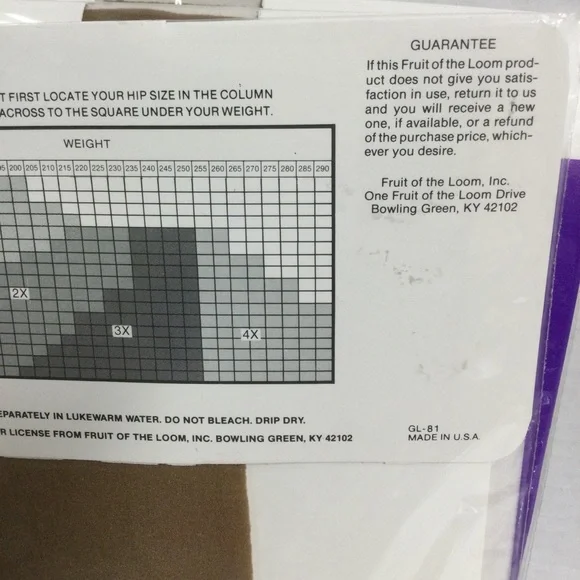 GUARANTEE
If this Fruit of the Loom prod-
uct does not give you satis-
faction in use, return it to us
and you will receive a new
one, if available, or a refund
of the purchase price, which-
ever you desire.
Fruit of the Loom, Inc.
One Fruit of the Loom Drive
Bowling Green, KY 42102
T FIRST LOCATE YOUR HIP SIZE IN THE COLUMN
ACROSS TO THE SQUARE UNDER YOUR WEIGHT.
WEIGHT
95 200 205 210 215 220 225 230 235 240 245 250 255 260 265 270 275 280 285 290
2X
3X
4X
EPARATELY IN LUKEWARM WATER. DO NOT BLEACH. DRIP DRY.
R LICENSE FROM FRUIT OF THE LOOM, INC. BOWLING GREEN, KY 42102
GL-81
MADE IN U.S.A.